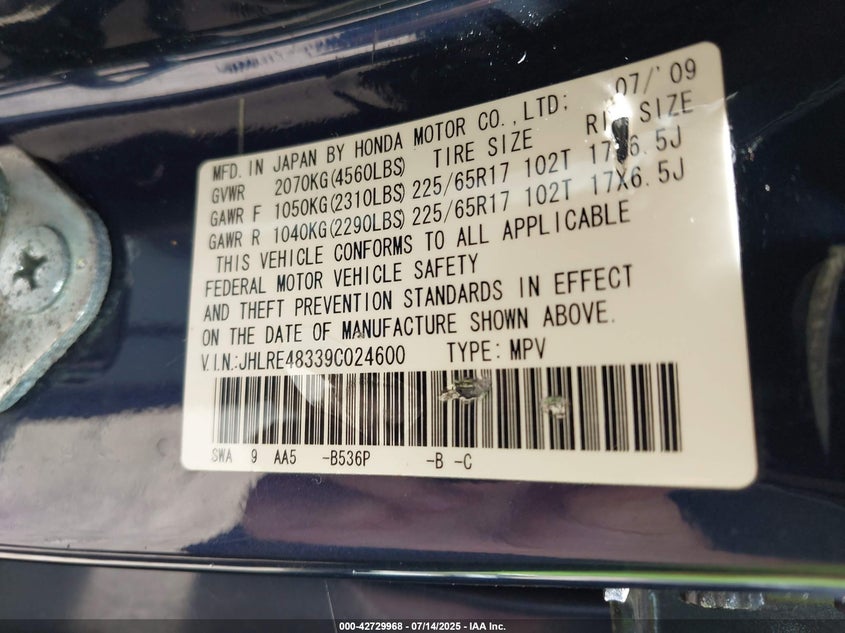 MFD. IN JAPAN BY HONDA MOTOR CO.,LTD; 07/'09
GVWR 2070KG(4560LBS) TIRE SIZE RIM SIZE
GAWR F 1050KG(2310LBS) 225/65R17 102T 17X6.5J
GAWR R 1040KG(2290LBS) 225/65R17 102T 17X6.5J
THIS VEHICLE CONFORMS TO ALL APPLICABLE
FEDERAL MOTOR VEHICLE SAFETY
AND THEFT PREVENTION STANDARDS IN EFFECT
ON THE DATE OF MANUFACTURE SHOWN ABOVE.
V.I.N.:JHLRE48339C024600 TYPE: MPV
SWA 9 AA5 -B536P -B -C
000-42729968 - 07/14/2025 - IAA Inc.